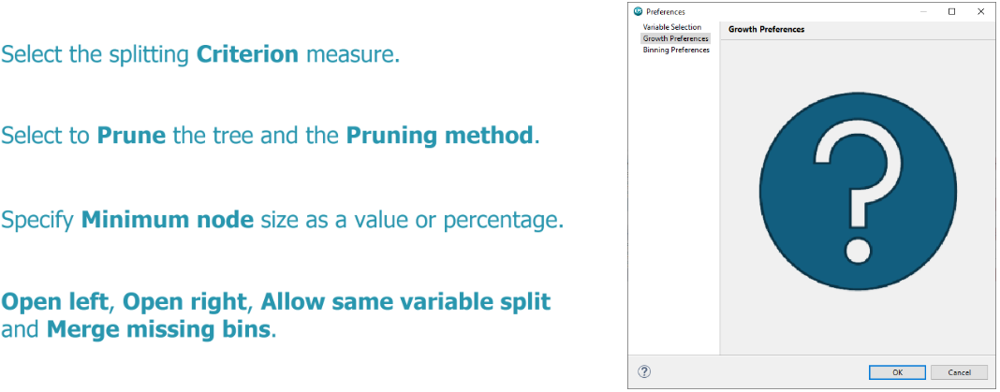 Select the splitting Criterion measure.
Select to Prune the tree and the Pruning method.
Specify Minimum node size as a value or percentage.
Open left, Open right, Allow same variable split
and Merge missing bins.
Preferences
Variable Selection
Growth Preferences
Binning Preferences
Growth Preferences
?
?
OK
Cancel